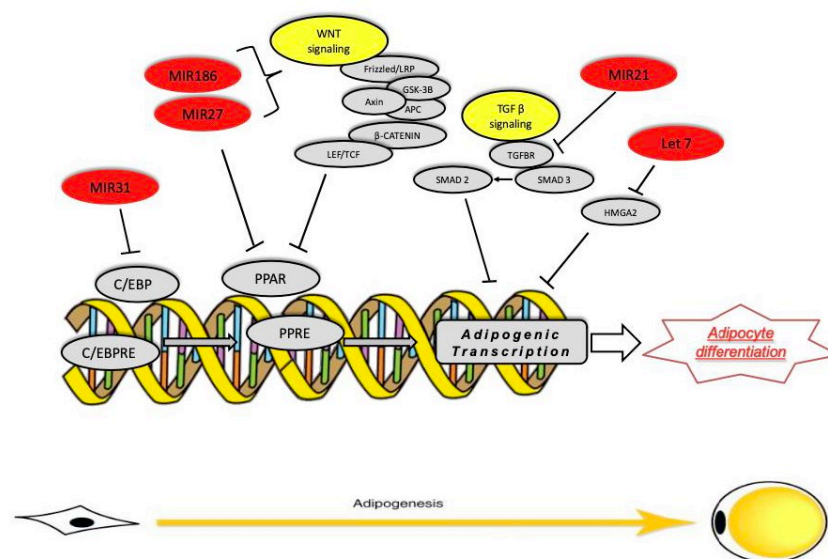 WNT
signaling
MIR186
MIR27
Frizzled/LRP
GSK-3B
Axin
APC
β-CATENIN
LEF/TCF
MIR21
TGF β
signaling
TGFBR
SMAD 2
SMAD 3
Let 7
HMGA2
MIR31
C/EBP
PPAR
C/EBPRE
PPRE
Adipogenic
Transcription
Adipocyte
differentiation
Adipogenesis